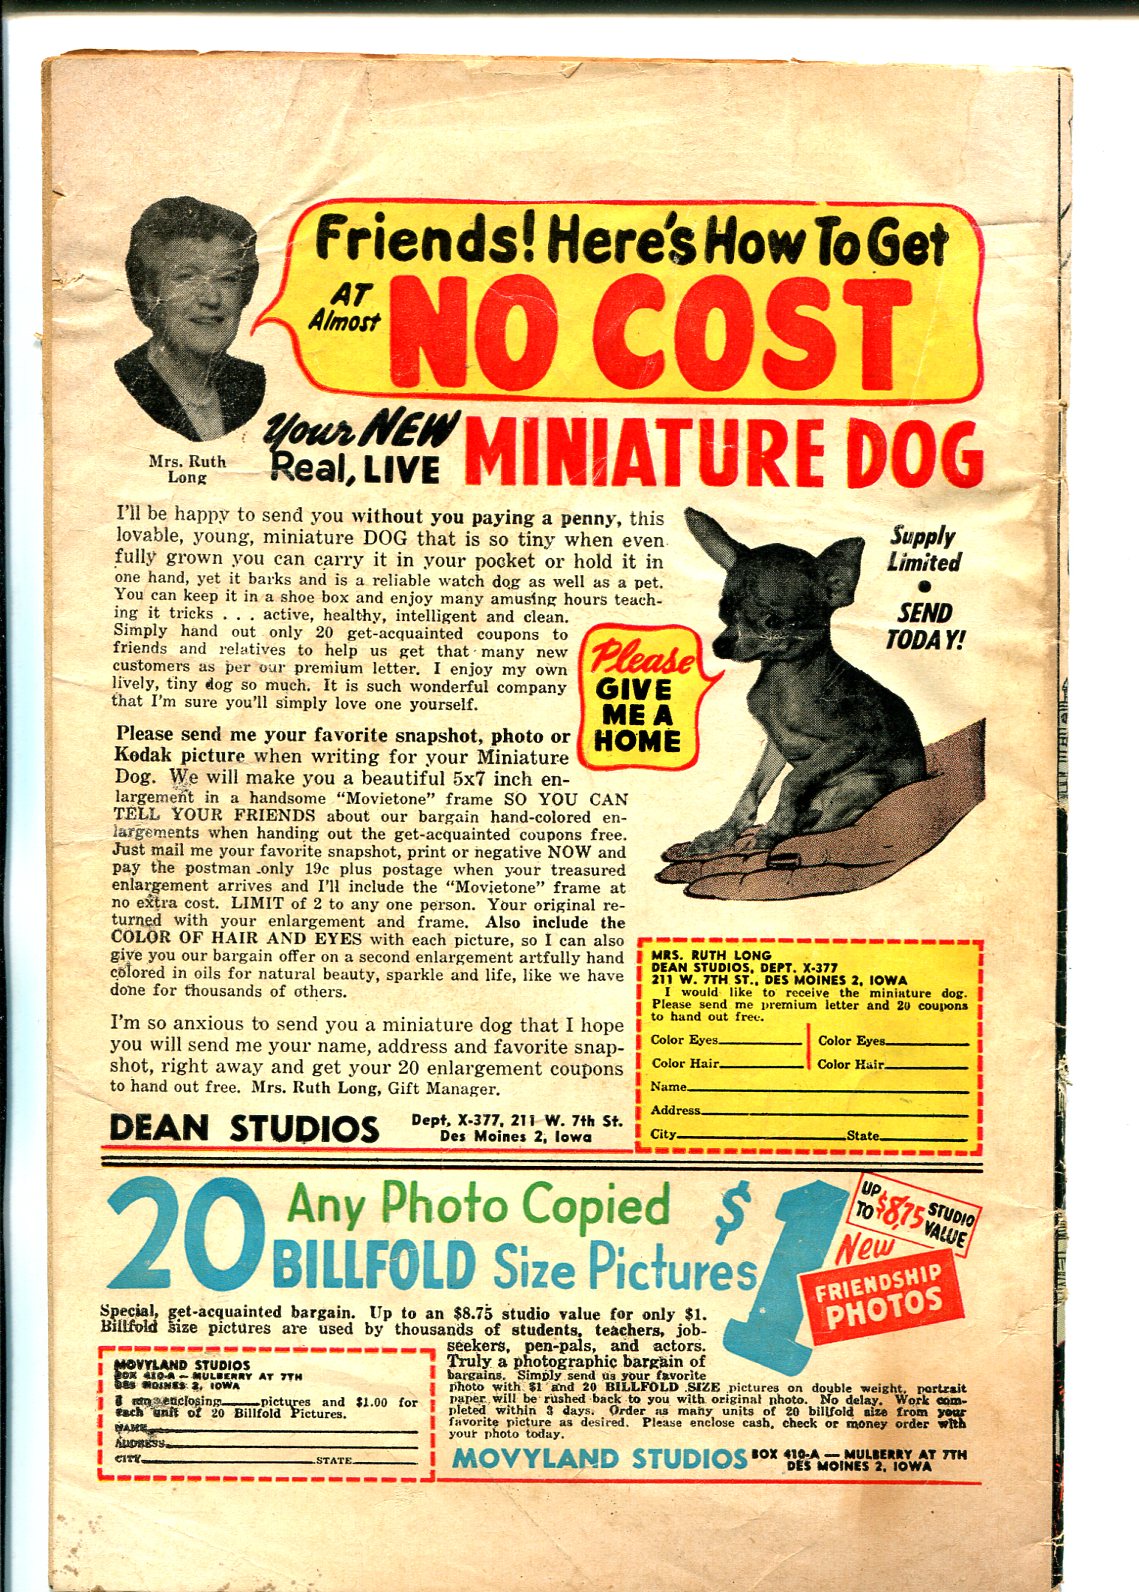 Friends! Here's How To Get
AT
Almost
NO COST
Your NEW
Real, LIVE
MINIATURE DOG
Mrs. Ruth
Long
I'll be happy to send you without you paying a penny, this
lovable, young, miniature DOG that is so tiny when even
fully grown you can carry it in your pocket or hold it in
one hand, yet it barks and is a reliable watch dog as well as a pet.
You can keep it in a shoe box and enjoy many amusing hours teach-
ing it tricks . . . active, healthy, intelligent and clean.
Simply hand out only 20 get-acquainted coupons to
friends and relatives to help us get that many new
customers as per our premium letter. I enjoy my own
lively, tiny dog so much. It is such wonderful company
that I'm sure you'll simply love one yourself.
Supply
Limited
•
SEND
TODAY!
Please
GIVE
ME A
HOME
Please send me your favorite snapshot, photo or
Kodak picture when writing for your Miniature
Dog. We will make you a beautiful 5x7 inch en-
largement in a handsome "Movietone" frame SO YOU CAN
TELL YOUR FRIENDS about our bargain hand-colored en-
largements when handing out the get-acquainted coupons free.
Just mail me your favorite snapshot, print or negative NOW and
pay the postman only 19c plus postage when your treasured
enlargement arrives and I'll include the "Movietone" frame at
no extra cost. LIMIT of 2 to any one person. Your original re-
turned with your enlargement and frame. Also include the
COLOR OF HAIR AND EYES with each picture, so I can also
give you our bargain offer on a second enlargement artfully hand
colored in oils for natural beauty, sparkle and life, like we have
done for thousands of others.
I'm so anxious to send you a miniature dog that I hope
you will send me your name, address and favorite snap-
shot, right away and get your 20 enlargement coupons
to hand out free. Mrs. Ruth Long, Gift Manager.
DEAN STUDIOS
Dept, X-377, 211 W. 7th St.
Des Moines 2, Iowa
MRS. RUTH LONG
DEAN STUDIOS, DEPT. X-377
211 W. 7TH ST., DES MOINES 2, IOWA
I would like to receive the miniature dog.
Please send me premium letter and 20 coupons
to hand out free.
Color Eyes Color Eyes
Color Hair Color Hair
Name
Address
City State
20 Any Photo Copied
BILLFOLD Size Pictures
$1
UP
TO $8.75 STUDIO
VALUE
New
FRIENDSHIP
PHOTOS
Special, get-acquainted bargain. Up to an $8.75 studio value for only $1.
Billfold size pictures are used by thousands of students, teachers, job-
seekers, pen-pals, and actors.
Truly a photographic bargain of
bargains. Simply send us your favorite
photo with $1 and 20 BILLFOLD SIZE pictures on double weight, portrait
paper will be rushed back to you with original photo. No delay. Work com-
pleted within 3 days. Order as many units of 20 billfold size from your
favorite picture as desired. Please enclose cash, check or money order with
your photo today.
MOVYLAND STUDIOS
BOX 410-A — MULBERRY AT 7TH
DES MOINES 2, IOWA
MOVYLAND STUDIOS
BOX 410-A — MULBERRY AT 7TH
DES MOINES 2, IOWA
enclosing pictures and $1.00 for
each unit of 20 Billfold Pictures.
NAME
ADDRESS
CITY STATE